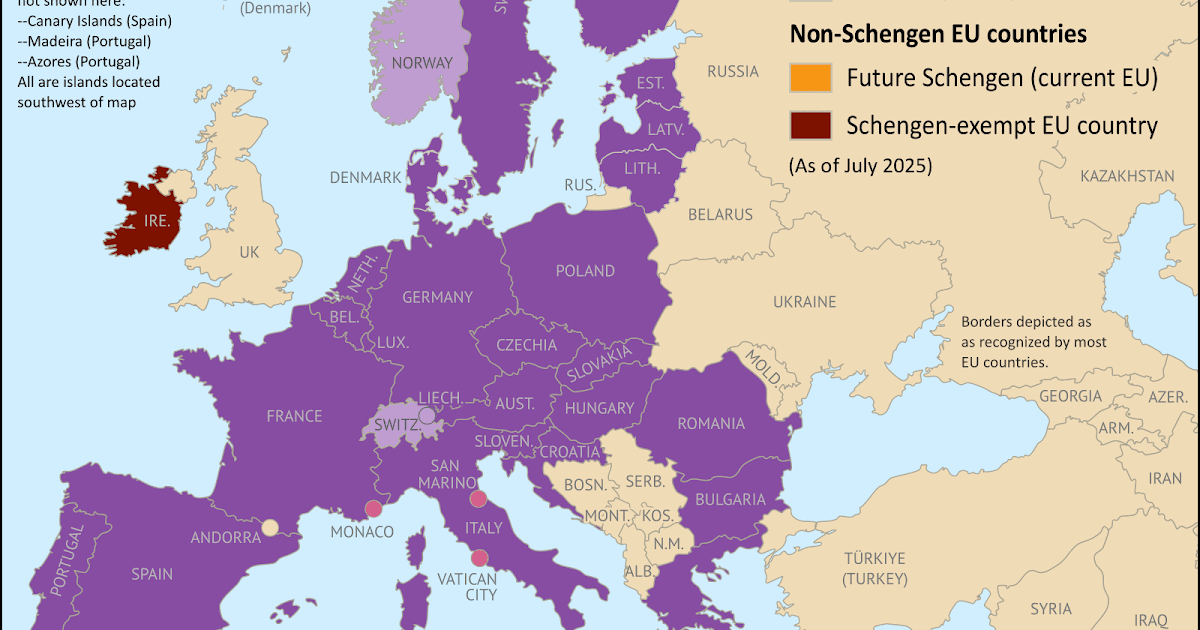 not shown here:
--Canary Islands (Spain)
--Madeira (Portugal)
--Azores (Portugal)
All are islands located
southwest of map
(Denmark)
Non-Schengen EU countries
Future Schengen (current EU)
Schengen-exempt EU country
(As of July 2025)
NORWAY
RUSSIA
EST.
LATV.
LITH.
DENMARK
RUS.
KAZAKHSTAN
IRE.
UK
BELARUS
NETH.
POLAND
GERMANY
UKRAINE
BEL.
LUX.
CZECHIA
SLOVAKIA
MOLD.
Borders depicted as
as recognized by most
EU countries.
LIECH.
AUST.
HUNGARY
FRANCE
SWITZ.
ROMANIA
GEORGIA
AZER.
ARM.
SLOVEN.
CROATIA
SAN
MARINO
BOSN.
SERB.
BULGARIA
IRAN
MONT.
KOS.
MONACO
ITALY
N.M.
ANDORRA
PORTUGAL
SPAIN
VATICAN
CITY
ALB.
TÜRKIYE
(TURKEY)
SYRIA
IRAQ